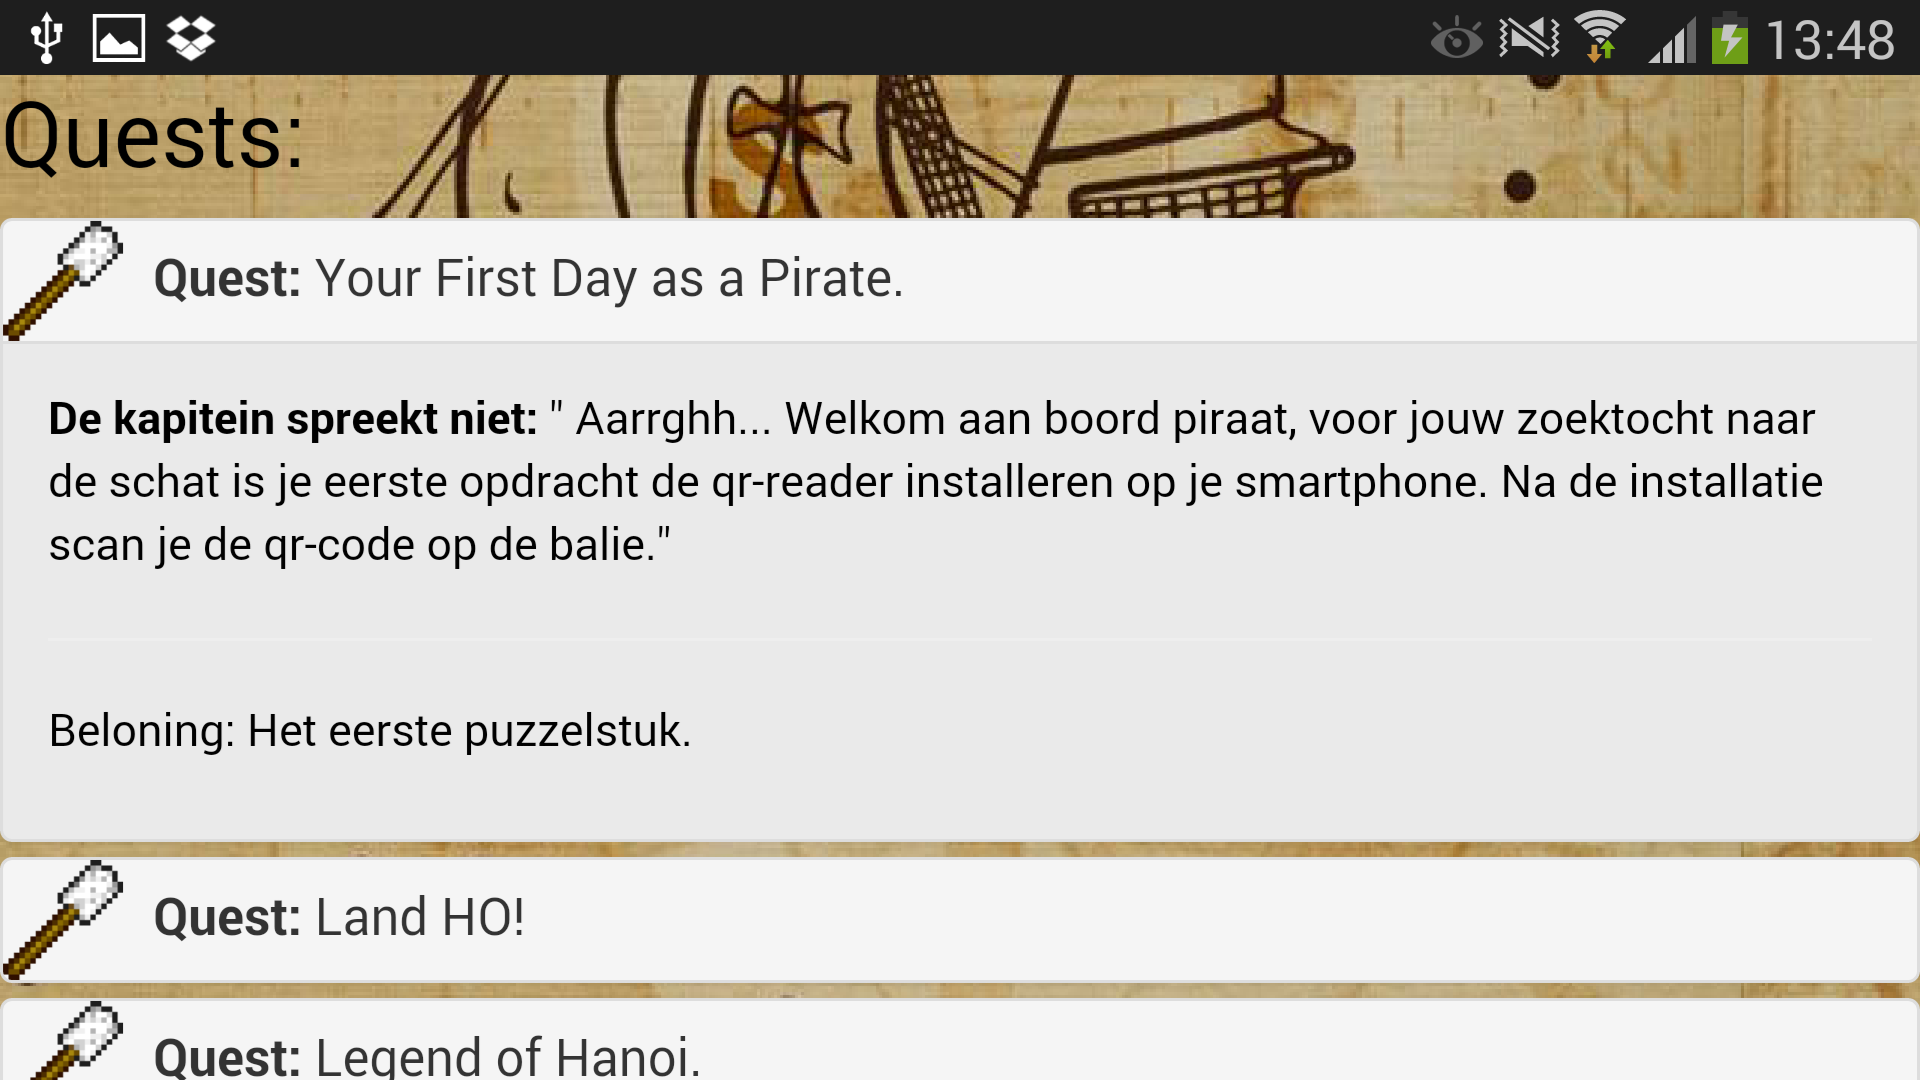 13:48
Quests:
Quest: Your First Day as a Pirate.
De kapitein spreekt niet: " Aarrghh... Welkom aan boord piraat, voor jouw zoektocht naar
de schat is je eerste opdracht de qr-reader installeren op je smartphone. Na de installatie
scan je de qr-code op de balie."
Beloning: Het eerste puzzelstuk.
Quest: Land HO!
Quest: Legend of Hanoi.